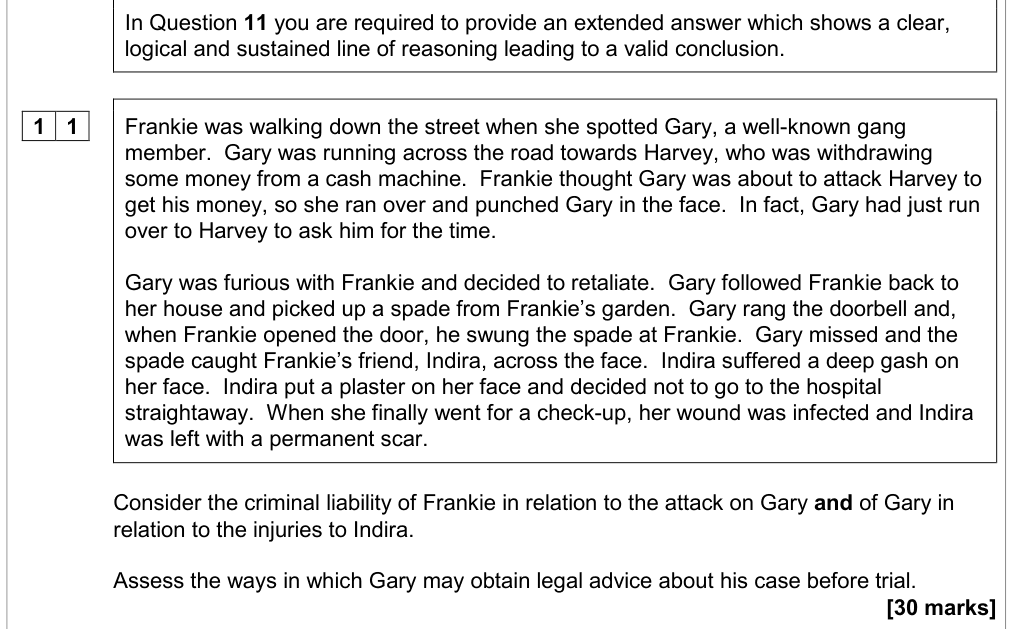 In Question 11 you are required to provide an extended answer which shows a clear,
logical and sustained line of reasoning leading to a valid conclusion.
1 1
Frankie was walking down the street when she spotted Gary, a well-known gang
member. Gary was running across the road towards Harvey, who was withdrawing
some money from a cash machine. Frankie thought Gary was about to attack Harvey to
get his money, so she ran over and punched Gary in the face. In fact, Gary had just run
over to Harvey to ask him for the time.
Gary was furious with Frankie and decided to retaliate. Gary followed Frankie back to
her house and picked up a spade from Frankie’s garden. Gary rang the doorbell and,
when Frankie opened the door, he swung the spade at Frankie. Gary missed and the
spade caught Frankie’s friend, Indira, across the face. Indira suffered a deep gash on
her face. Indira put a plaster on her face and decided not to go to the hospital
straightaway. When she finally went for a check-up, her wound was infected and Indira
was left with a permanent scar.
Consider the criminal liability of Frankie in relation to the attack on Gary and of Gary in
relation to the injuries to Indira.
Assess the ways in which Gary may obtain legal advice about his case before trial.
[30 marks]